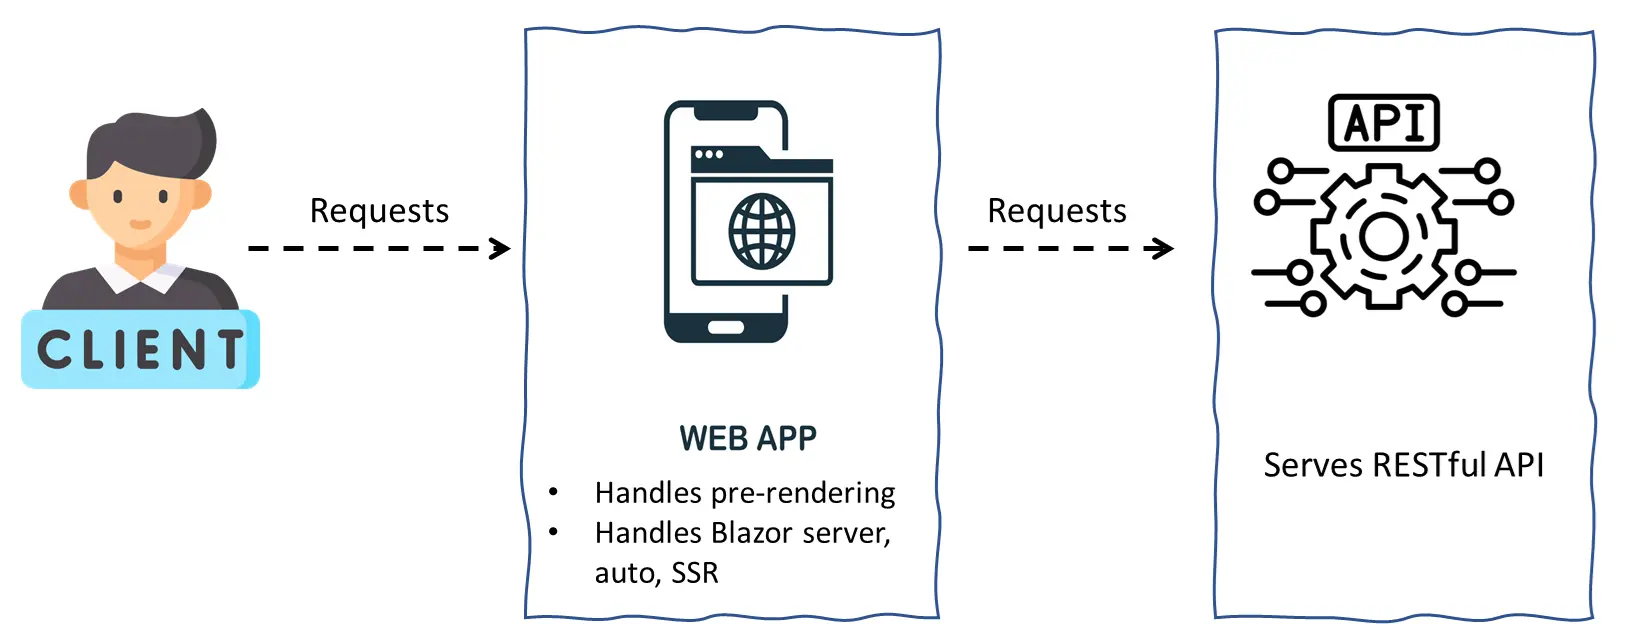 CLIENT
Requests
WEB APP
• Handles pre-rendering
• Handles Blazor server,
auto, SSR
Requests
API
Serves RESTful API